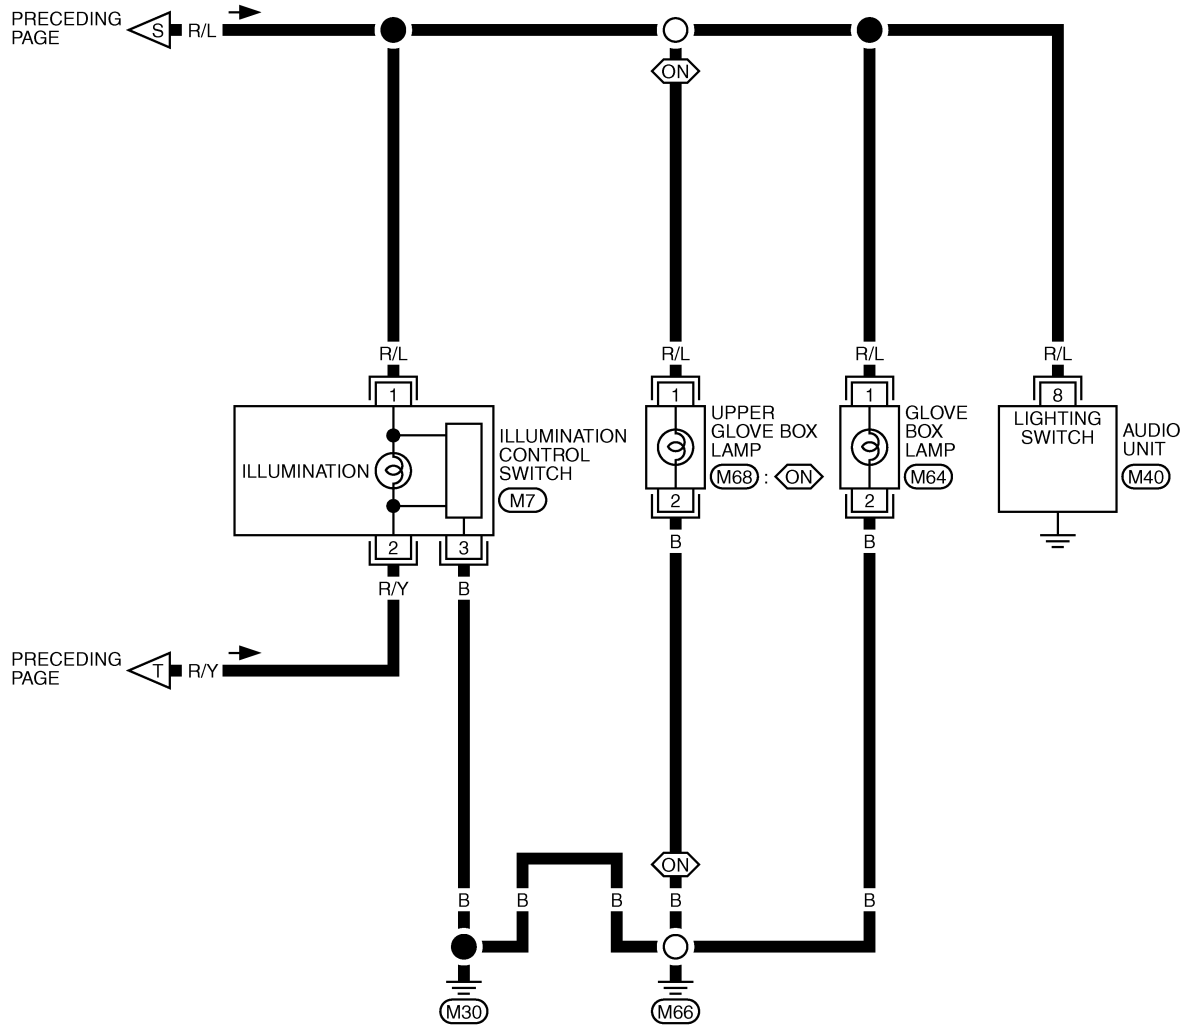 PRECEDING
PAGE
S
R/L
ON
R/L
R/L
R/L
R/L
1
1
1
8
ILLUMINATION
ILLUMINATION
CONTROL
SWITCH
M7
UPPER
GLOVE BOX
LAMP
M68 : ON
GLOVE
BOX
LAMP
M64
LIGHTING
SWITCH
AUDIO
UNIT
M40
2
3
2
2
R/Y
B
B
B
PRECEDING
PAGE
T
R/Y
ON
B
B
B
B
B
M30
M66